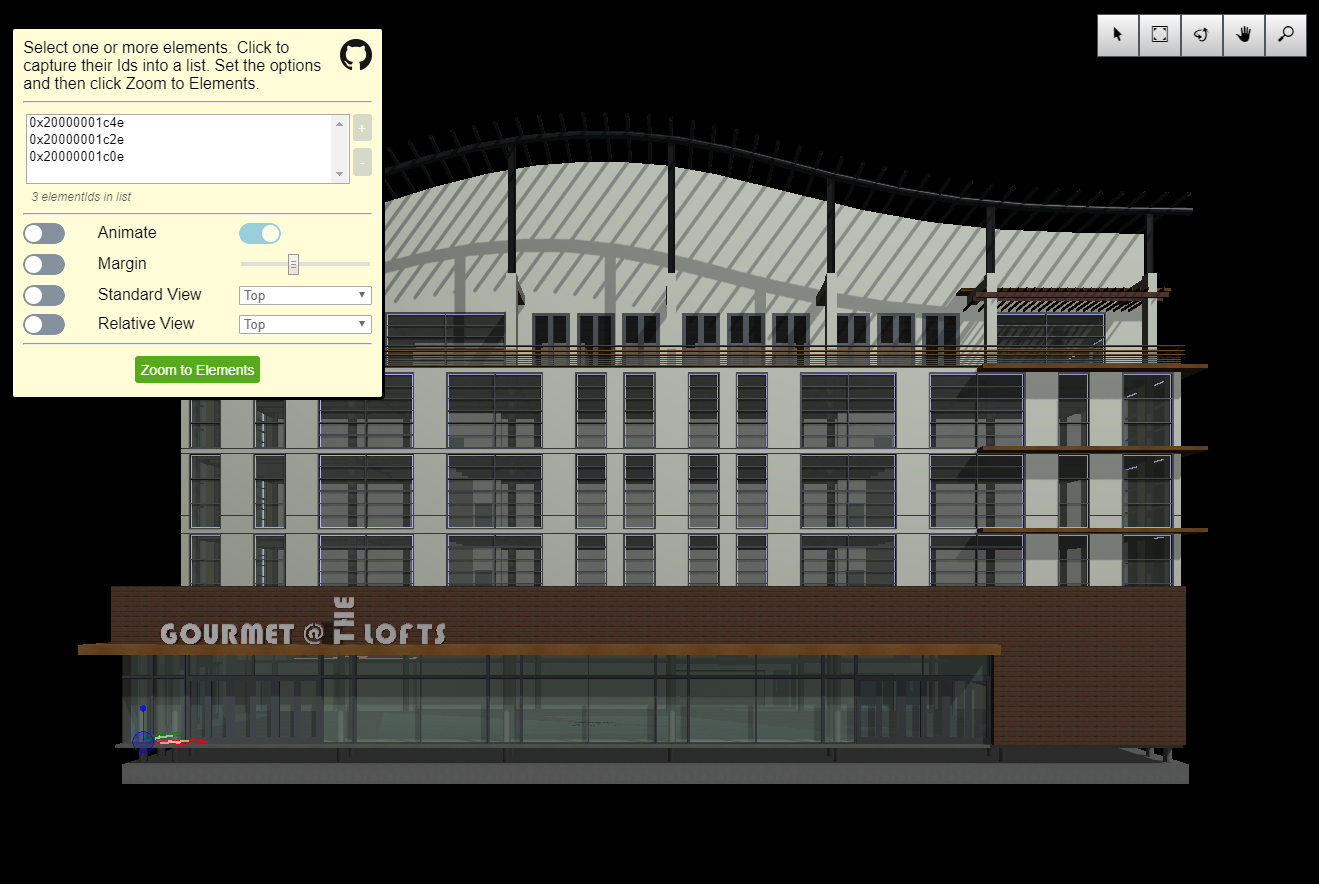 Select one or more elements. Click to
capture their Ids into a list. Set the options
and then click Zoom to Elements.
0x20000001c4e
+
0x20000001c2e
0x20000001c0e
-
3 elementIds in list
Animate
Margin
Standard View Top
Relative View Top
Zoom to Elements
GOURMET @ THE LOFTS